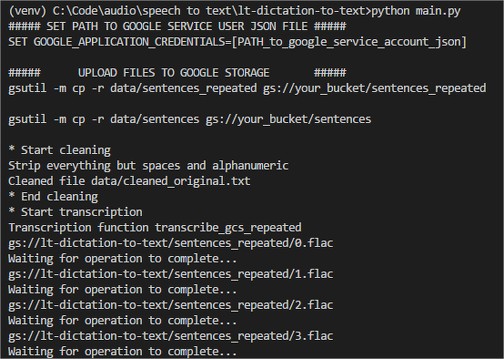 (venv) C:\Code\audio\speech to text\lt-dictation-to-text>python main.py
##### SET PATH TO GOOGLE SERVICE USER JSON FILE #####
SET GOOGLE_APPLICATION_CREDENTIALS=[PATH_to_google_service_account_json]
#####      UPLOAD FILES TO GOOGLE STORAGE       #####
gsutil -m cp -r data/sentences_repeated gs://your_bucket/sentences_repeated
gsutil -m cp -r data/sentences gs://your_bucket/sentences
* Start cleaning
Strip everything but spaces and alphanumeric
Cleaned file data/cleaned_original.txt
* End cleaning
* Start transcription
Transcription function transcribe_gcs_repeated
gs://lt-dictation-to-text/sentences_repeated/0.flac
Waiting for operation to complete...
gs://lt-dictation-to-text/sentences_repeated/1.flac
Waiting for operation to complete...
gs://lt-dictation-to-text/sentences_repeated/2.flac
Waiting for operation to complete...
gs://lt-dictation-to-text/sentences_repeated/3.flac
Waiting for operation to complete...